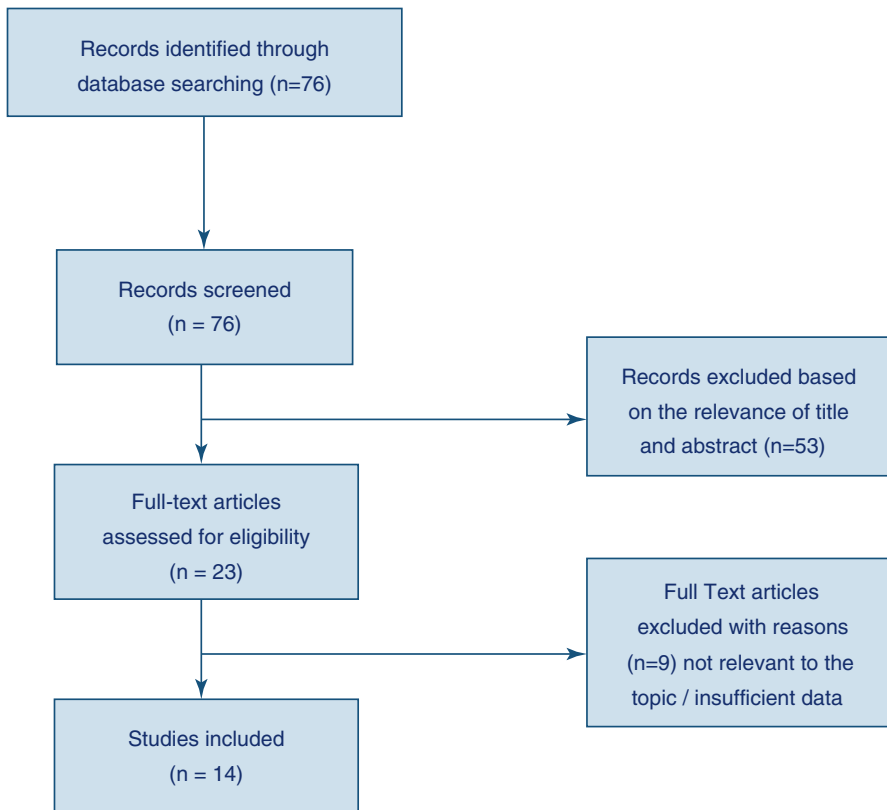 Records identified through
database searching (n=76)
Records screened
(n = 76)
Records excluded based
on the relevance of title
and abstract (n=53)
Full-text articles
assessed for eligibility
(n = 23)
Full Text articles
excluded with reasons
(n=9) not relevant to the
topic / insufficient data
Studies included
(n = 14)